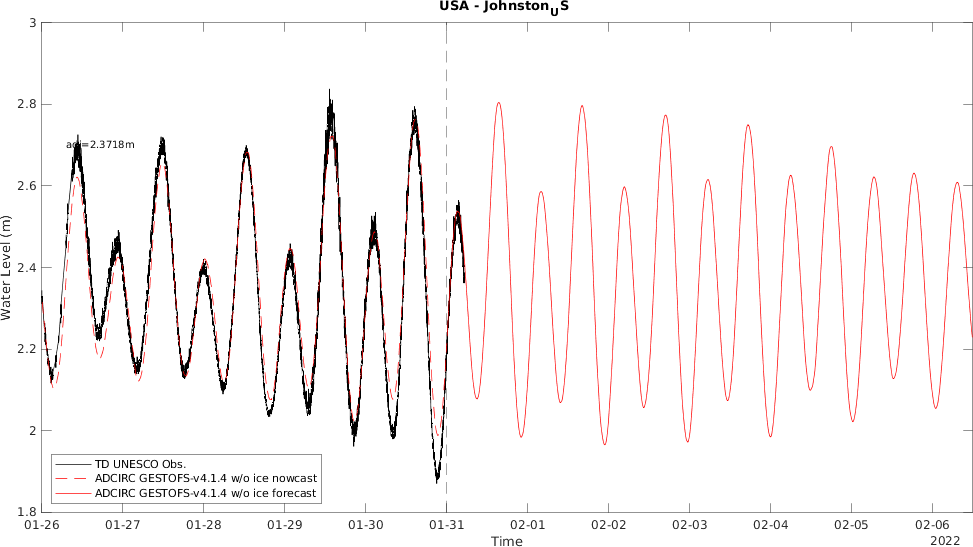 USA - Johnston_US
3
2.8
2.6
2.4
2.2
2
1.8
Water Level (m)
adj=2.3718m
TD UNESCO Obs.
ADCIRC GESTOFS-v4.1.4 w/o ice nowcast
ADCIRC GESTOFS-v4.1.4 w/o ice forecast
01-26 01-27 01-28 01-29 01-30 01-31 02-01 02-02 02-03 02-04 02-05 02-06
Time
2022